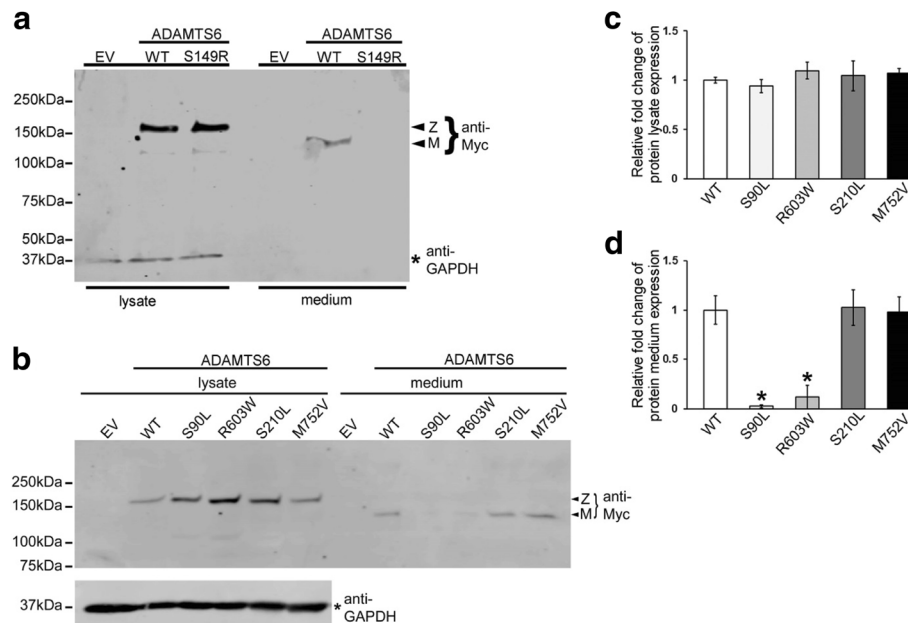 a
ADAMTS6
ADAMTS6
EV
WT
S149R
EV
WT
S149R
250kDa
150kDa
100kDa
75kDa
50kDa
37kDa
Z
M
} anti-
Myc
* anti-
GAPDH
lysate
medium
b
ADAMTS6
ADAMTS6
lysate
medium
EV
WT
S90L
R603W
S210L
M752V
EV
WT
S90L
R603W
S210L
M752V
250kDa
150kDa
100kDa
75kDa
Z
M
} anti-
Myc
37kDa
* anti-
GAPDH
c
Relative fold change of
protein lysate expression
1.5
1
0.5
0
WT
S90L
R603W
S210L
M752V
d
Relative fold change of
protein medium expression
1.5
1
0.5
0
*
*
WT
S90L
R603W
S210L
M752V